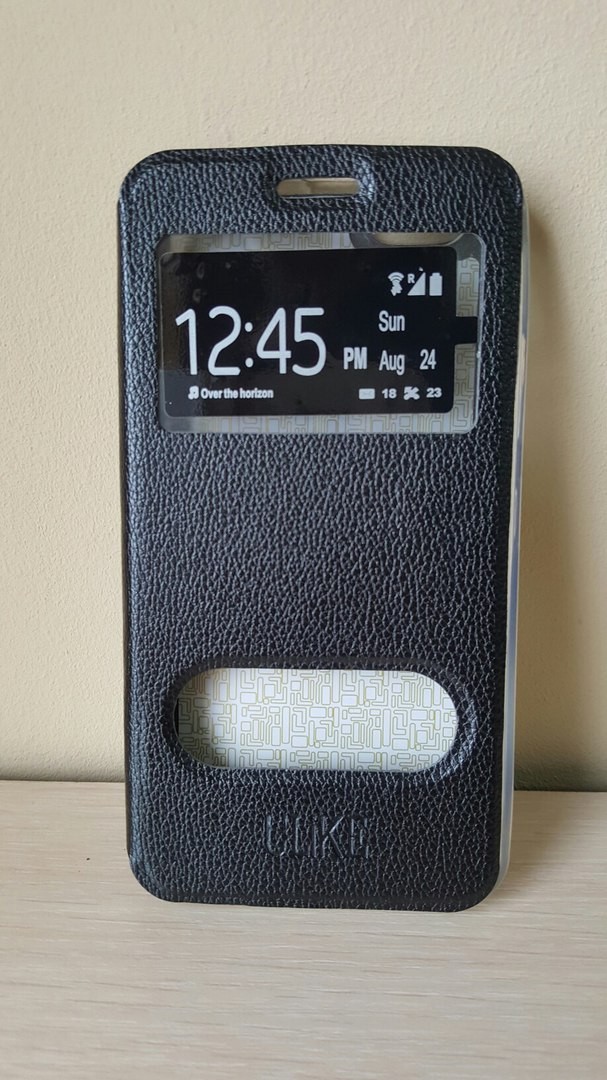 R
12:45 PM
Sun
Aug 24
Over the horizon 18 23